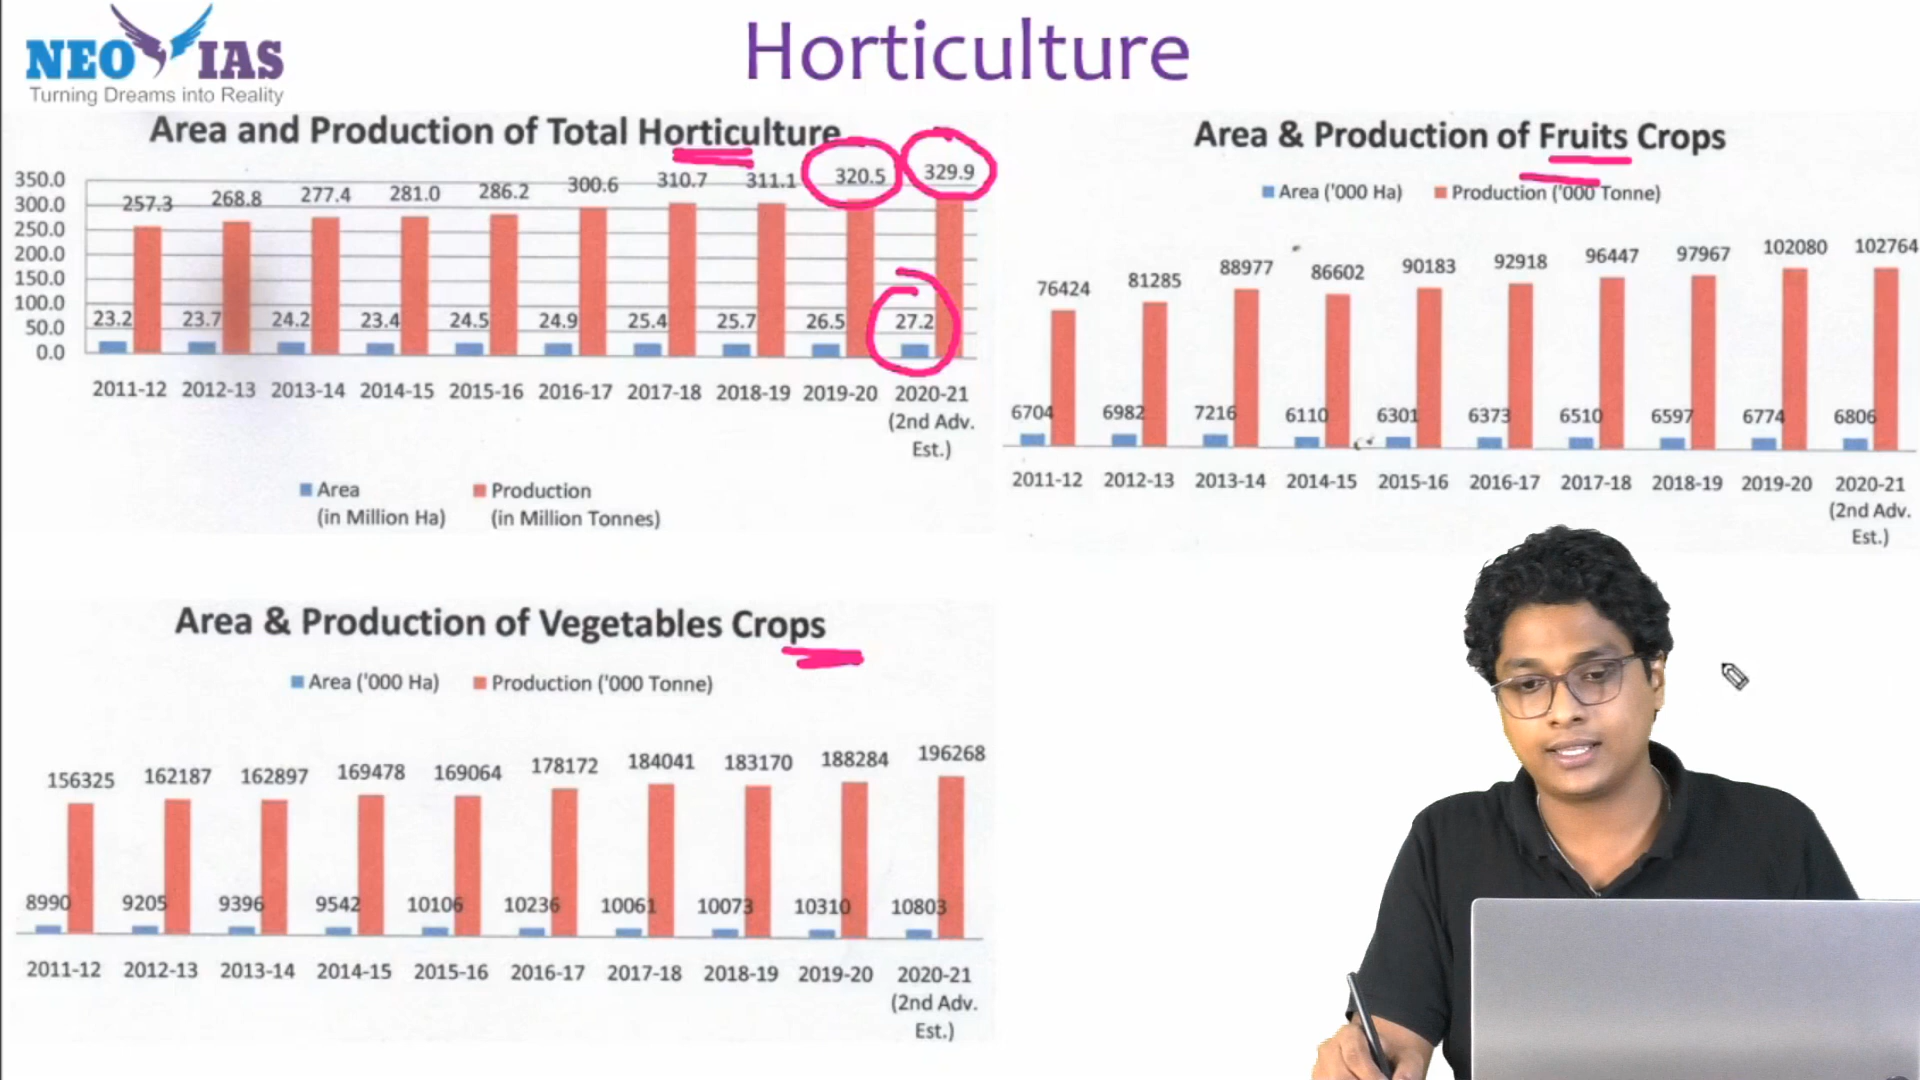 NEO IAS
Turning Dreams into Reality
Horticulture
Area and Production of Total Horticulture
350.0
300.0
250.0
200.0
150.0
100.0
50.0
0.0
257.3 268.8 277.4 281.0 286.2 300.6 310.7 311.1 320.5 329.9
23.2 23.7 24.2 23.4 24.5 24.9 25.4 25.7 26.5 27.2
2011-12 2012-13 2013-14 2014-15 2015-16 2016-17 2017-18 2018-19 2019-20 2020-21
(2nd Adv.
Est.)
Area Production
(in Million Ha) (in Million Tonnes)
Area & Production of Fruits Crops
Area ('000 Ha) Production ('000 Tonne)
76424 81285 88977 86602 90183 92918 96447 97967 102080 102764
6704 6982 7216 6110 6301 6373 6510 6597 6774 6806
2011-12 2012-13 2013-14 2014-15 2015-16 2016-17 2017-18 2018-19 2019-20 2020-21
(2nd Adv.
Est.)
Area & Production of Vegetables Crops
Area ('000 Ha) Production ('000 Tonne)
156325 162187 162897 169478 169064 178172 184041 183170 188284 196268
8990 9205 9396 9542 10106 10236 10061 10073 10310 10803
2011-12 2012-13 2013-14 2014-15 2015-16 2016-17 2017-18 2018-19 2019-20 2020-21
(2nd Adv.
Est.)